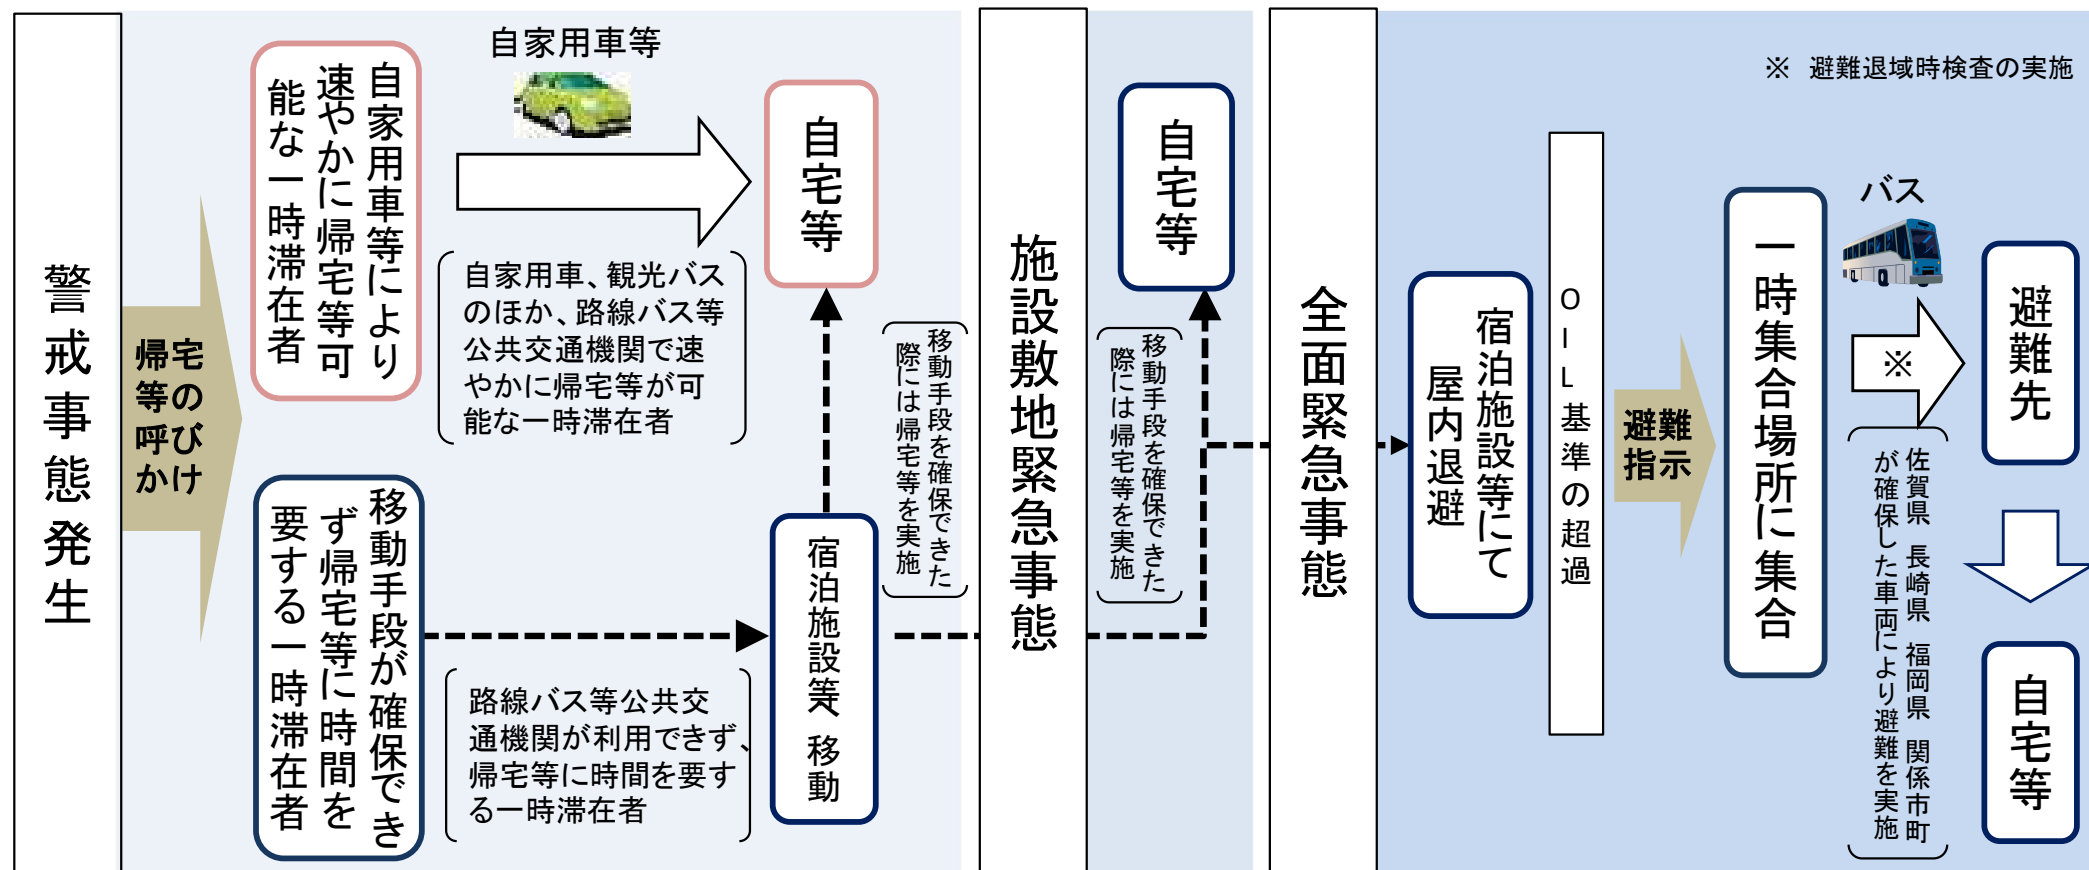 警戒事態発生
帰宅
等の
呼び
かけ
自家用車等により
速やかに帰宅等可
能な一時滞在者
自家用車等
自家用車、観光バス
のほか、路線バス等
公共交通機関で速
やかに帰宅等が可
能な一時滞在者
自宅等
移動手段が確保でき
ず帰宅等に時間を
要する一時滞在者
路線バス等公共交
通機関が利用できず、
帰宅等に時間を要す
る一時滞在者
宿泊施設等へ移動
移動手段を確保できた
際には帰宅等を実施
施設敷地緊急事態
自宅等
移動手段を確保できた
際には帰宅等を実施
全面緊急事態
宿泊施設等にて
屋内退避
OIL基準の超過
避難
指示
一時集合場所に集合
※ 避難退域時検査の実施
バス
※
佐賀県 長崎県 福岡県 関係市町
が確保した車両により避難を実施
避難先
自宅等